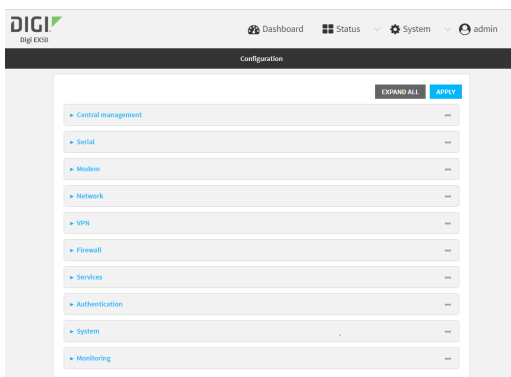 DIGI
Digi EX50
Dashboard Status System admin
Configuration
EXPAND ALL APPLY
Central management
Serial
Modem
Network
VPN
Firewall
Services
Authentication
System
Monitoring